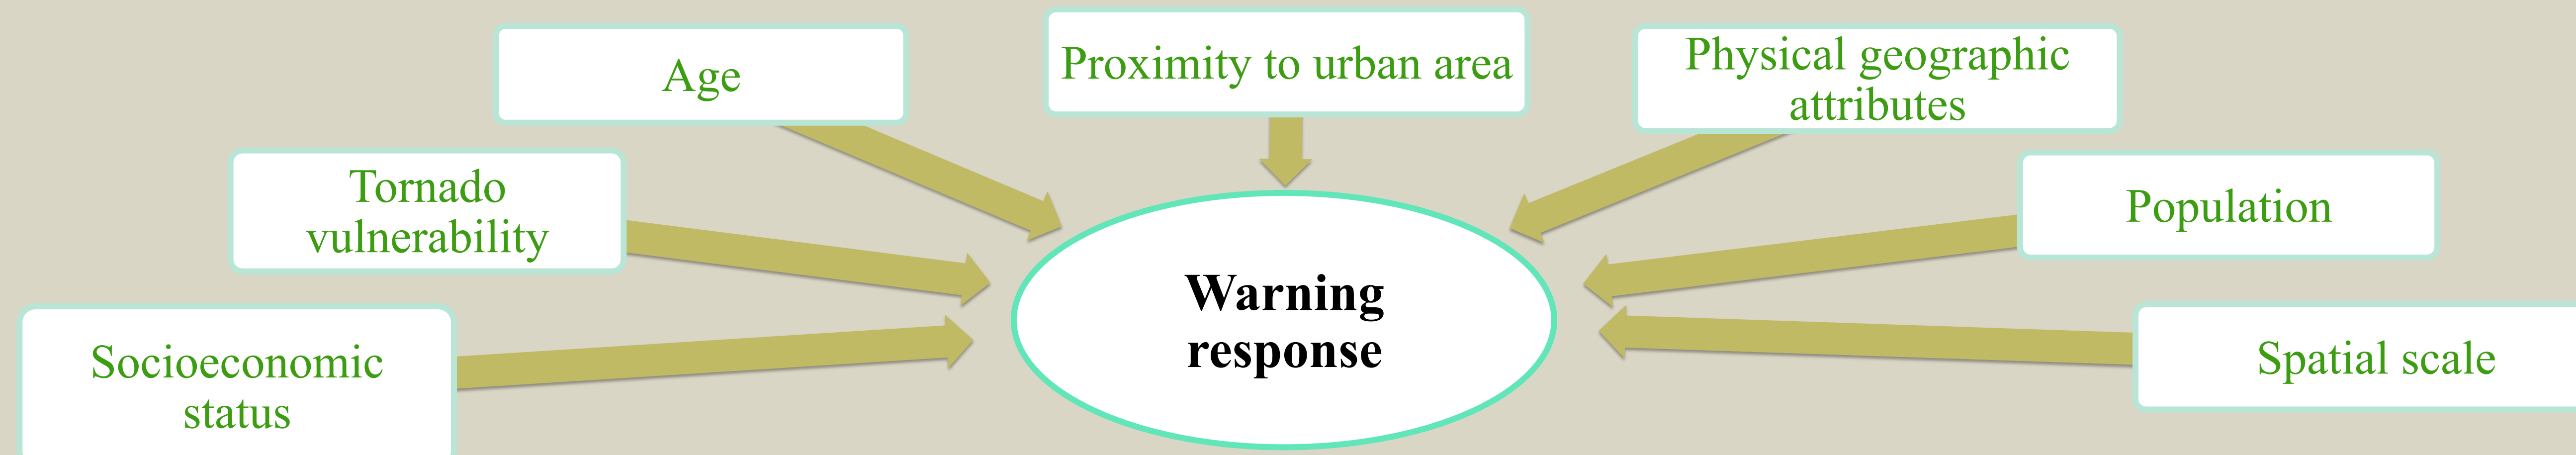 Age
Proximity to urban area
Physical geographic
attributes
Tornado
vulnerability
Population
Socioeconomic
status
Warning
response
Spatial scale